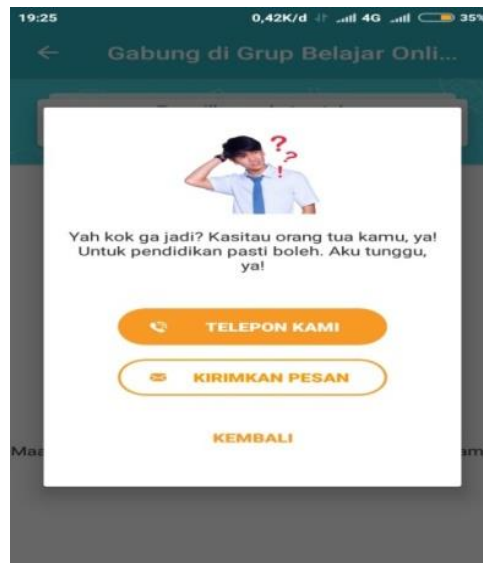 19:25 0,42K/d 4G 35%
Gabung di Grup Belajar Onli...
??!
Yah kok ga jadi? Kasitau orang tua kamu, ya!
Untuk pendidikan pasti boleh. Aku tunggu,
ya!
TELEPON KAMI
KIRIMKAN PESAN
KEMBALI